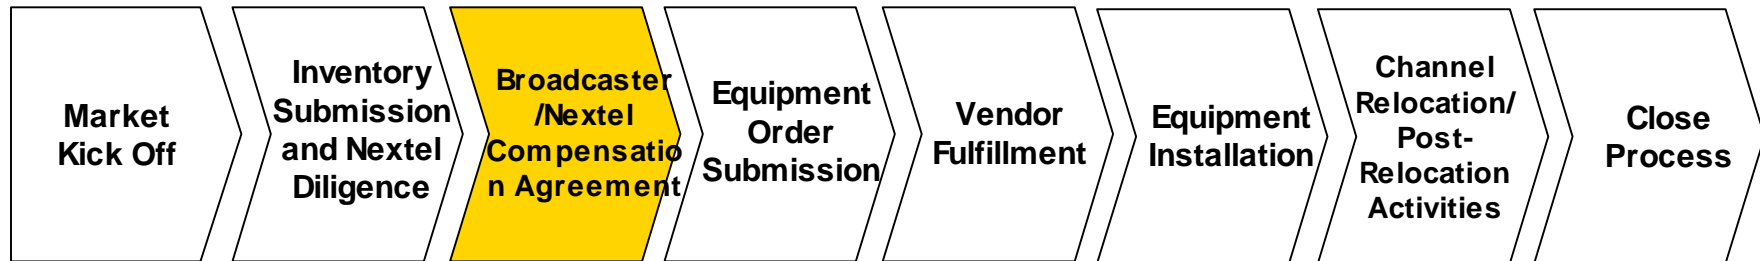 Market
Kick Off
Inventory
Submission
and Nextel
Diligence
Broadcaster
/Nextel
Compensatio
n Agreement
Equipment
Order
Submission
Vendor
Fulfillment
Equipment
Installation
Channel
Relocation/
Post-
Relocation
Activities
Close
Process